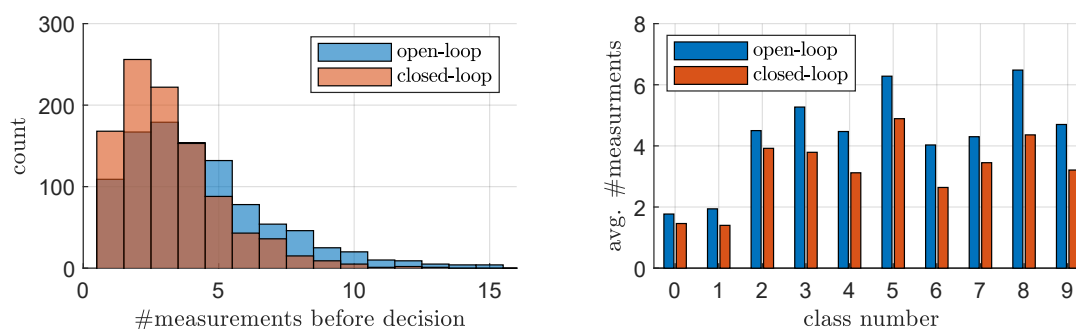 300
200
100
0
count
open-loop
closed-loop
0 5 10 15
#measurements before decision
8
6
4
2
0
avg. #measurments
open-loop
closed-loop
0 1 2 3 4 5 6 7 8 9
class number